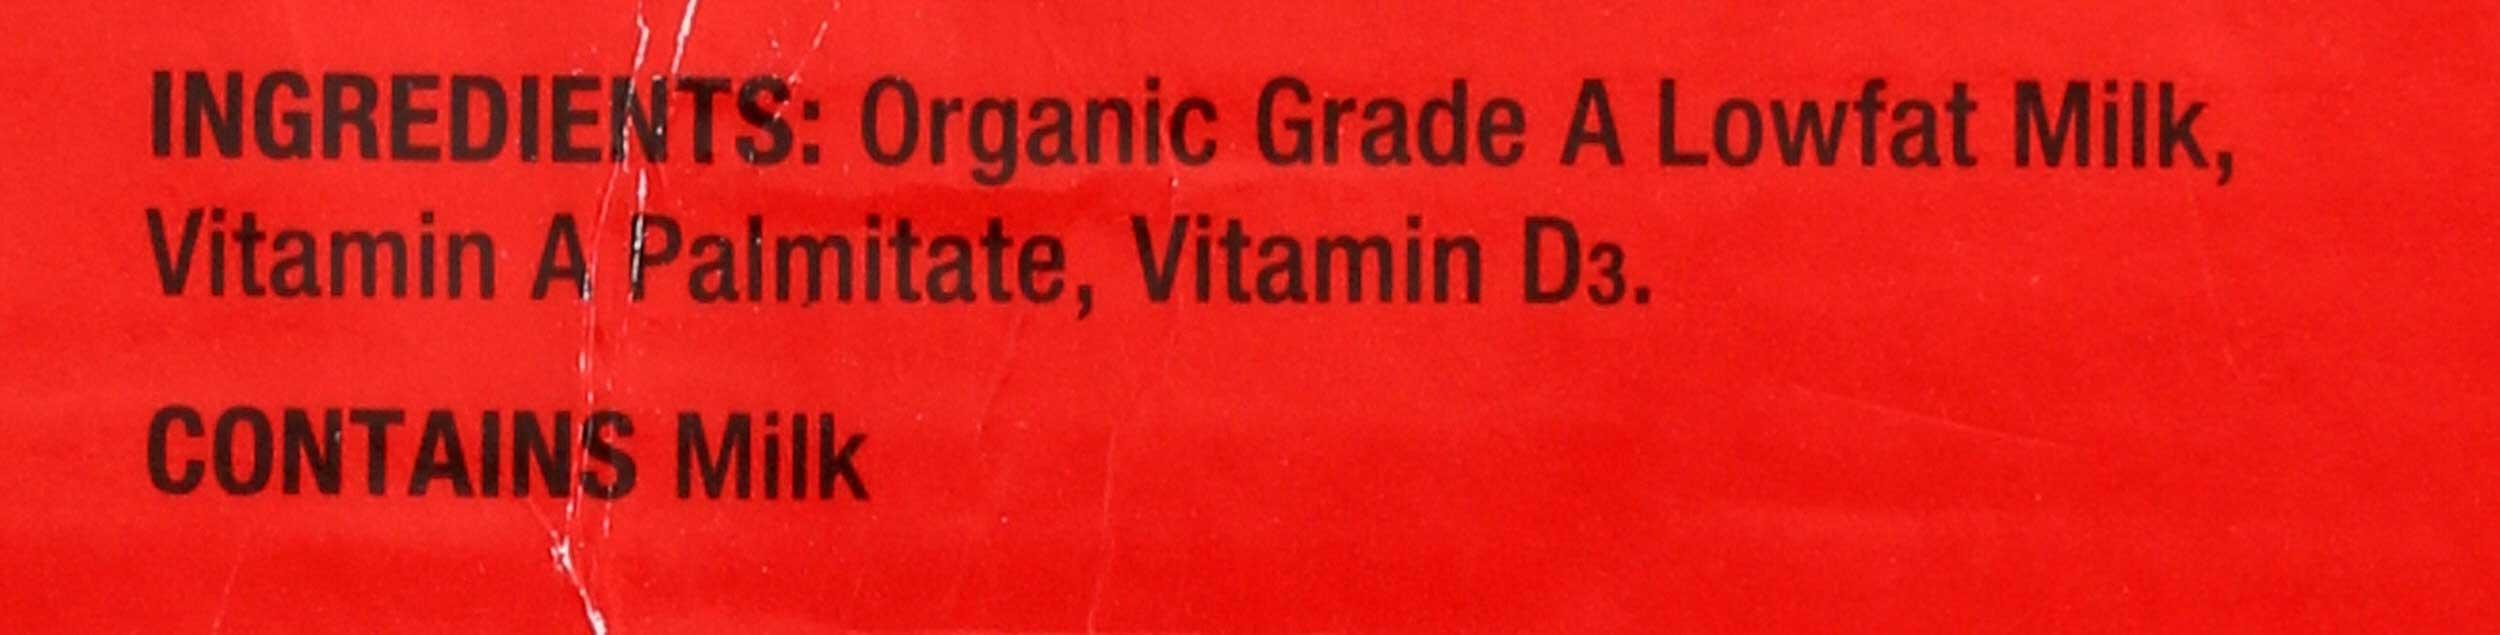 INGREDIENTS: Organic Grade A Lowfat Milk,
Vitamin A Palmitate, Vitamin D3.
CONTAINS Milk